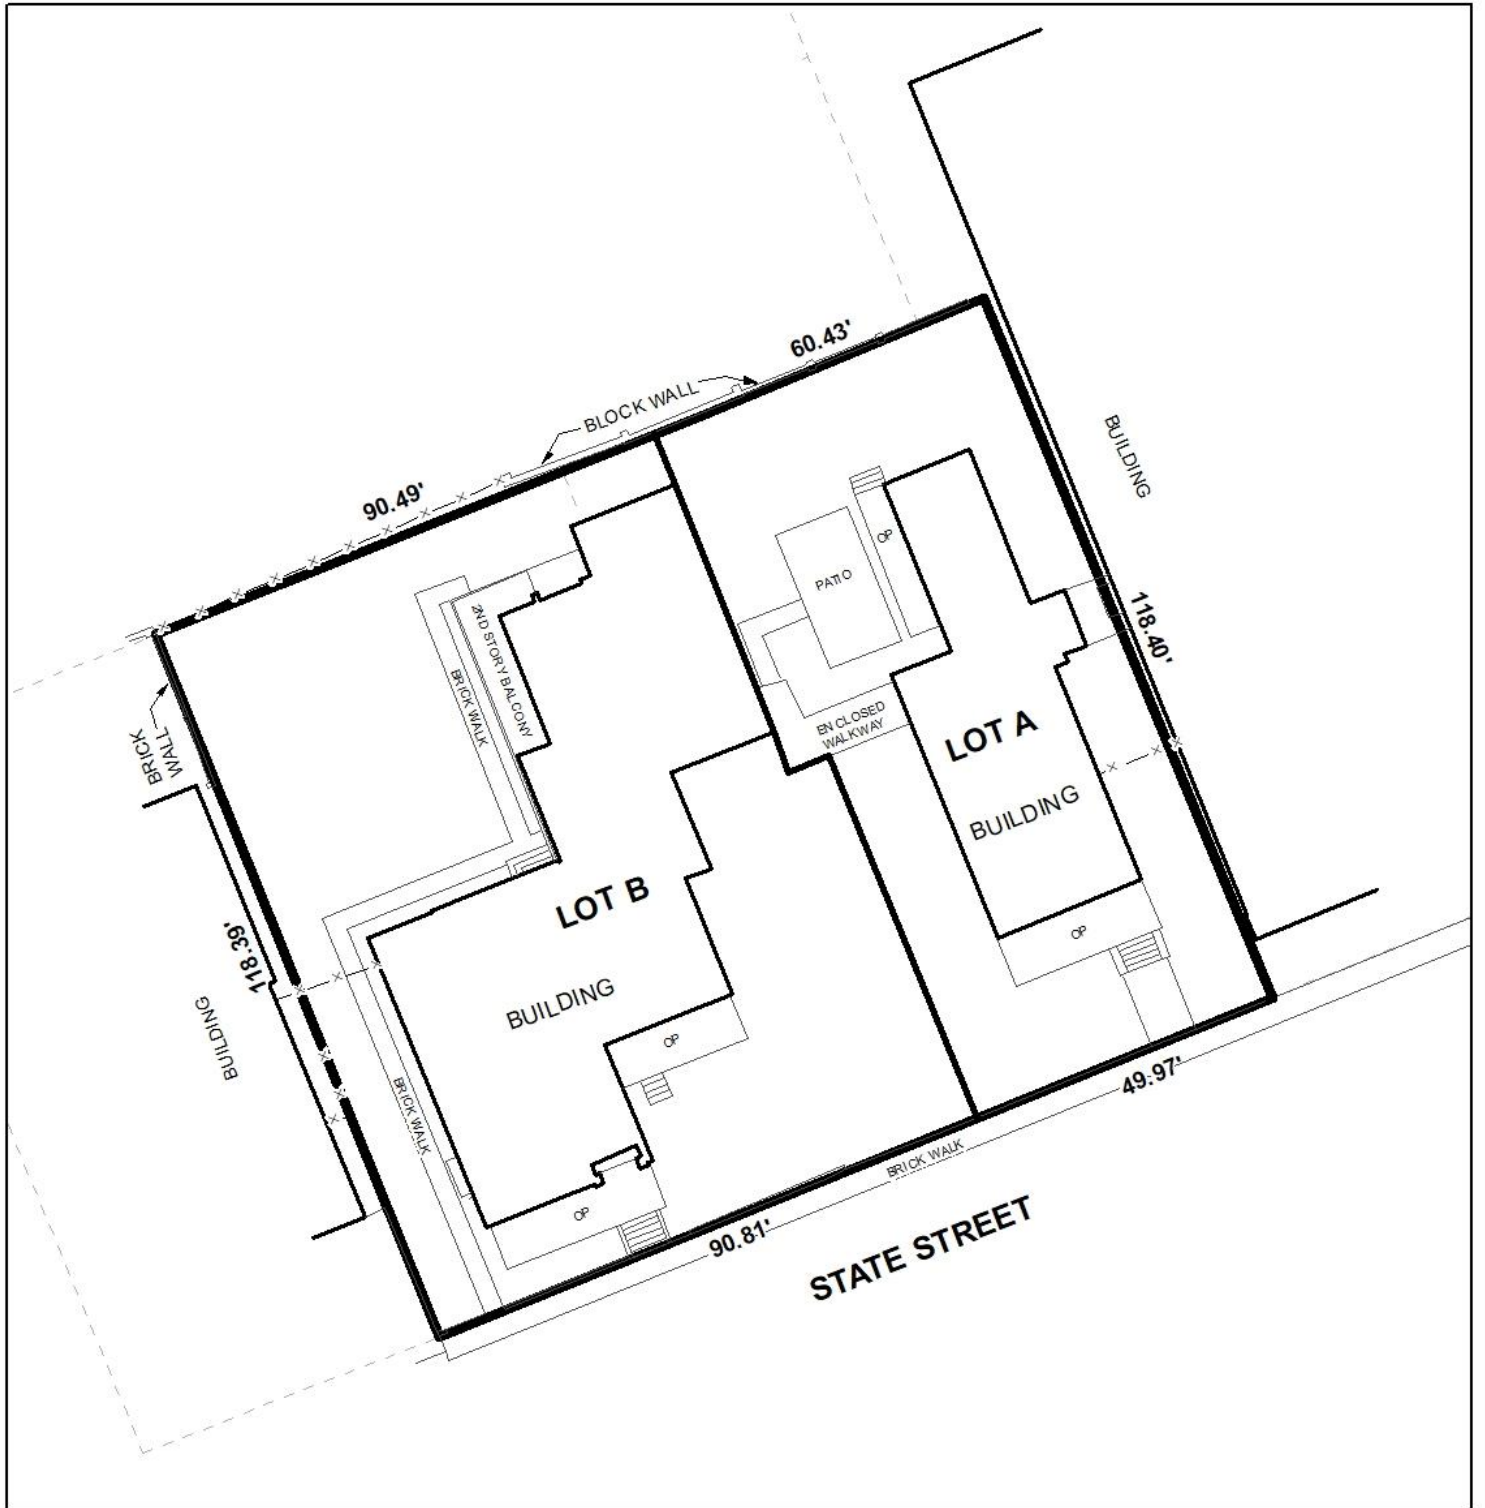 60.43'
BLOCK WALL
90.49'
BUILDING
OP
PATIO
2ND STORY BALCONY
BRICK WALK
118.40'
BRICK
WALL
EN CLOSED
WALKWAY
LOT A
BUILDING
LOT B
118.39'
OP
BUILDING
BUILDING
OP
BRICK WALK
49.97'
BRICK WALK
OP
90.81'
STATE STREET